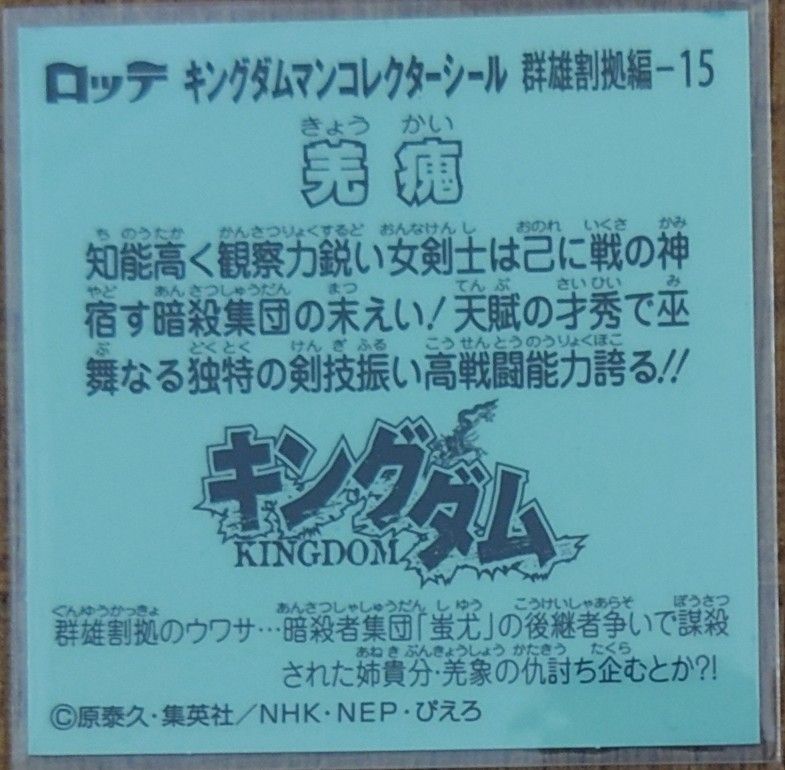 ロッテ キングダムマンコレクターシール 群雄割拠編-15
きょう かい
羌瘣
ち のうたか かんさつりょくするど おんなけん し おのれ いくさ かみ
知能高く観察力鋭い女剣士は己に戦の神
やど あんさつしゅうだん まつ てん ぶ さいひい み
宿す暗殺集団の末えい!天賦の才秀で巫
ぶ どくとく けん ぎ ふる こうせんとうのうりょくほこ
舞なる独特の剣技振い高戦闘能力誇る!!
キングダム
KINGDOM
ぐんゆうかっきょ あんさつしゃしゅうだん し ゆう こうけいしゃあらそ ぼうさつ
群雄割拠のウワサ…暗殺者集団「蚩尤」の後継者争いで謀殺
あね き ぶんきょうしょう かたきう たくら
された姉貴分・羌象の仇討ち企むとか?!
©原泰久・集英社/NHK・NEP・ぴえろ